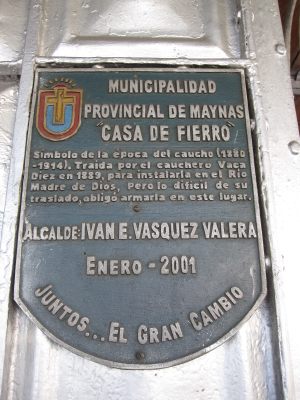 MUNICIPALIDAD
PROVINCIAL DE MAYNAS
"CASA DE FIERRO"
Símbolo de la época del caucho (1880
-1914). Traída por el cauchero Vaca
Diez en 1889, para instalarla en el Río
Madre de Dios, Pero lo difícil de su
traslado, obligó armarla en este lugar.
ALCALDE: IVAN E. VASQUEZ VALERA
ENERO - 2001
JUNTOS... EL GRAN CAMBIO